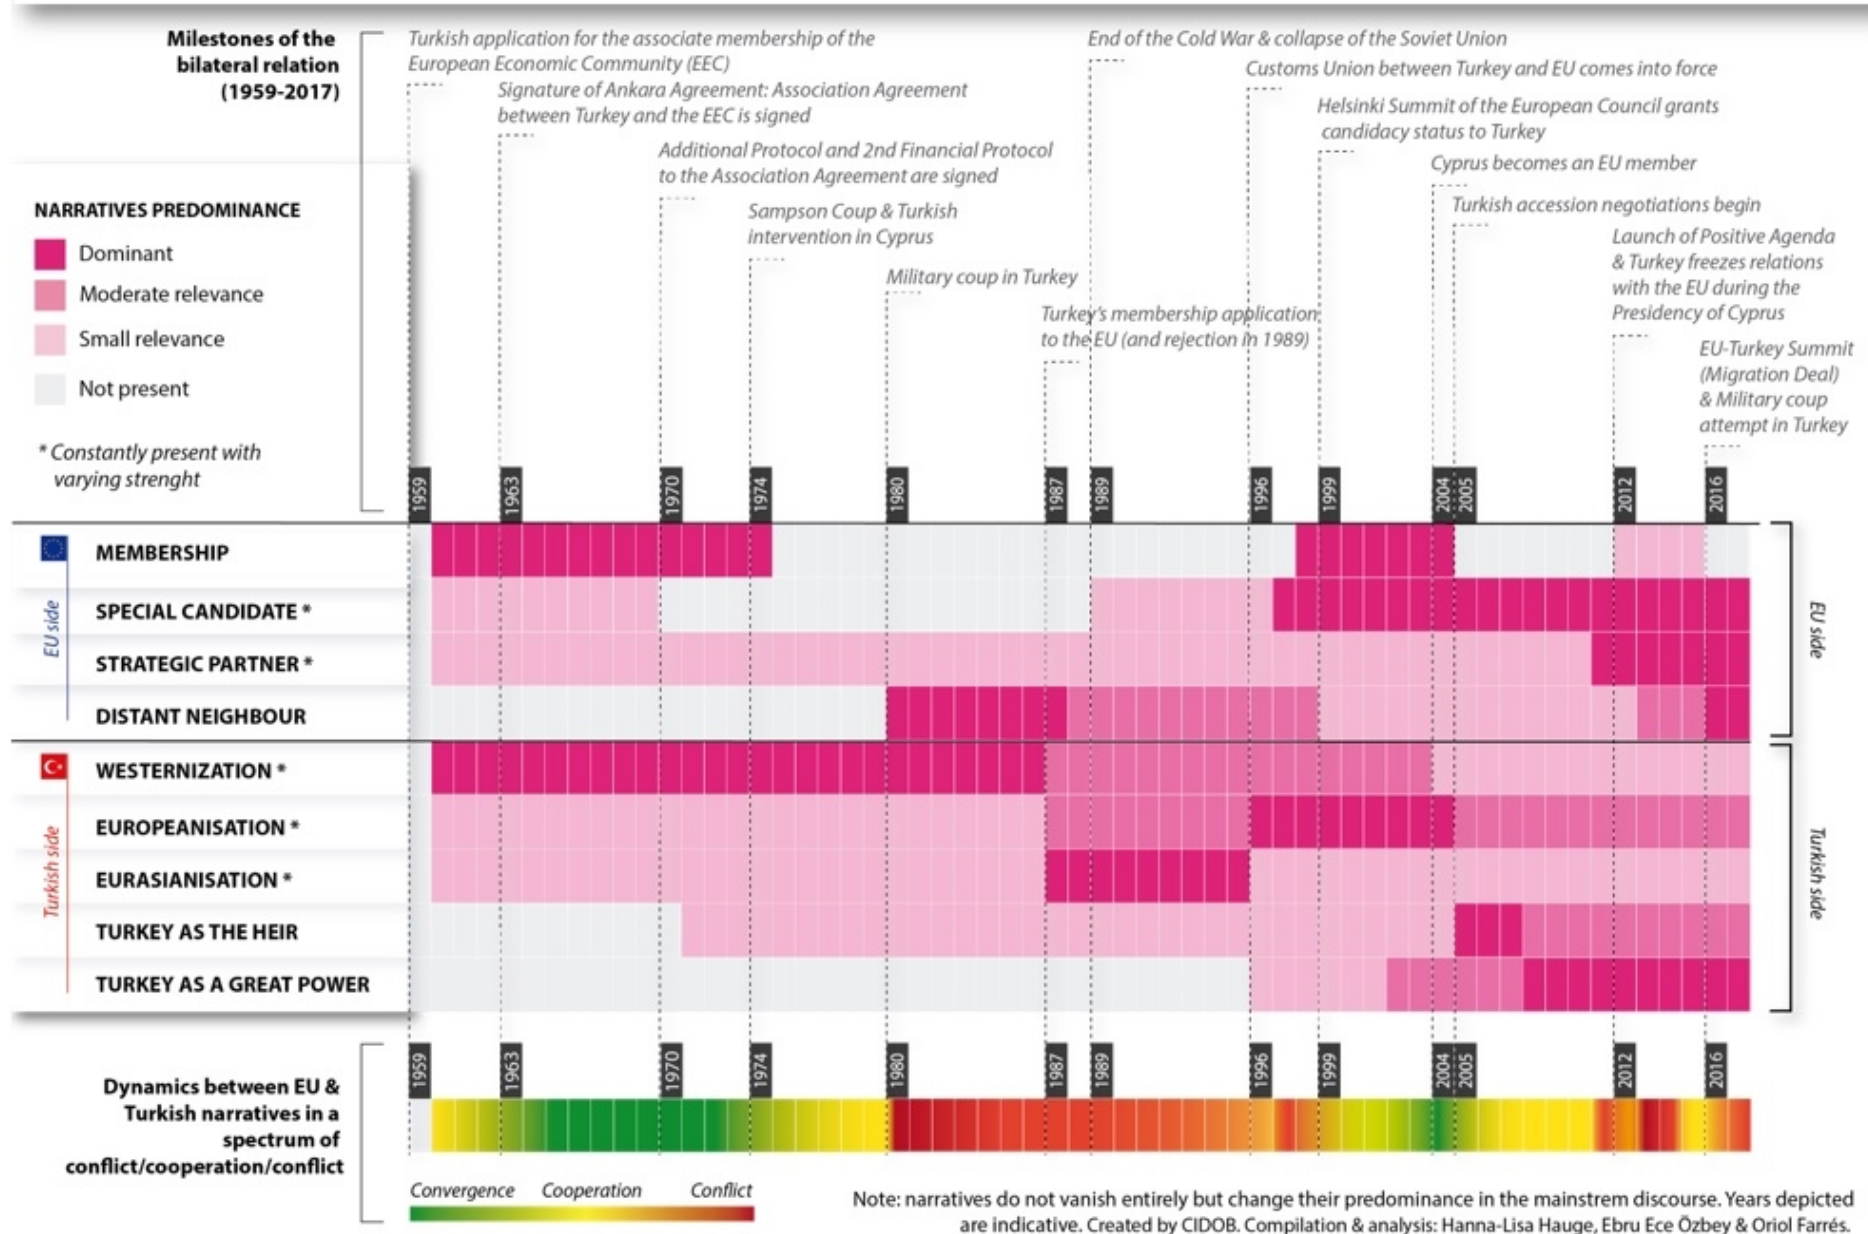 Milestones of the
bilateral relation
(1959-2017)
Turkish application for the associate membership of the
European Economic Community (EEC)
Signature of Ankara Agreement: Association Agreement
between Turkey and the EEC is signed
Additional Protocol and 2nd Financial Protocol
to the Association Agreement are signed
Sampson Coup & Turkish
intervention in Cyprus
Military coup in Turkey
Turkey's membership application
to the EU (and rejection in 1989)
End of the Cold War & collapse of the Soviet Union
Customs Union between Turkey and EU comes into force
Helsinki Summit of the European Council grants
candidacy status to Turkey
Cyprus becomes an EU member
Turkish accession negotiations begin
Launch of Positive Agenda
& Turkey freezes relations
with the EU during the
Presidency of Cyprus
EU-Turkey Summit
(Migration Deal)
& Military coup
attempt in Turkey
NARRATIVES PREDOMINANCE
Dominant
Moderate relevance
Small relevance
Not present
* Constantly present with
varying strenght
1959
1963
1970
1974
1980
1987
1989
1996
1999
2004
2005
2012
2016
EU side
MEMBERSHIP
SPECIAL CANDIDATE *
STRATEGIC PARTNER *
DISTANT NEIGHBOUR
EU side
Turkish side
WESTERNIZATION *
EUROPEANISATION *
EURASIANISATION *
TURKEY AS THE HEIR
TURKEY AS A GREAT POWER
Turkish side
1959
1963
1970
1974
1980
1987
1989
1996
1999
2004
2005
2012
2016
Dynamics between EU &
Turkish narratives in a
spectrum of
conflict/cooperation/conflict
Convergence
Cooperation
Conflict
Note: narratives do not vanish entirely but change their predominance in the mainstrem discourse. Years depicted
are indicative. Created by CIDOB. Compilation & analysis: Hanna-Lisa Hauge, Ebru Ece Özbey & Oriol Farrés.